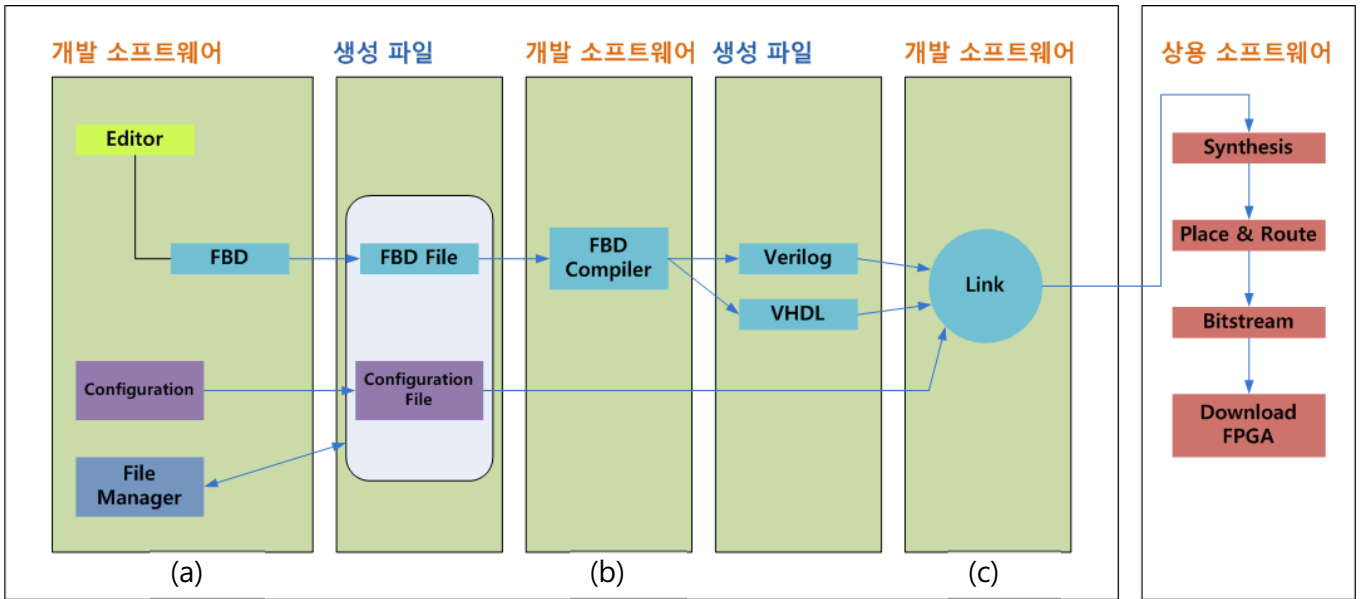 개발 소프트웨어
생성 파일
개발 소프트웨어
생성 파일
개발 소프트웨어
상용 소프트웨어
Editor
FBD
Configuration
File
Manager
FBD File
Configuration
File
FBD
Compiler
Verilog
VHDL
Link
Synthesis
Place & Route
Bitstream
Download
FPGA
(a)
(b)
(c)